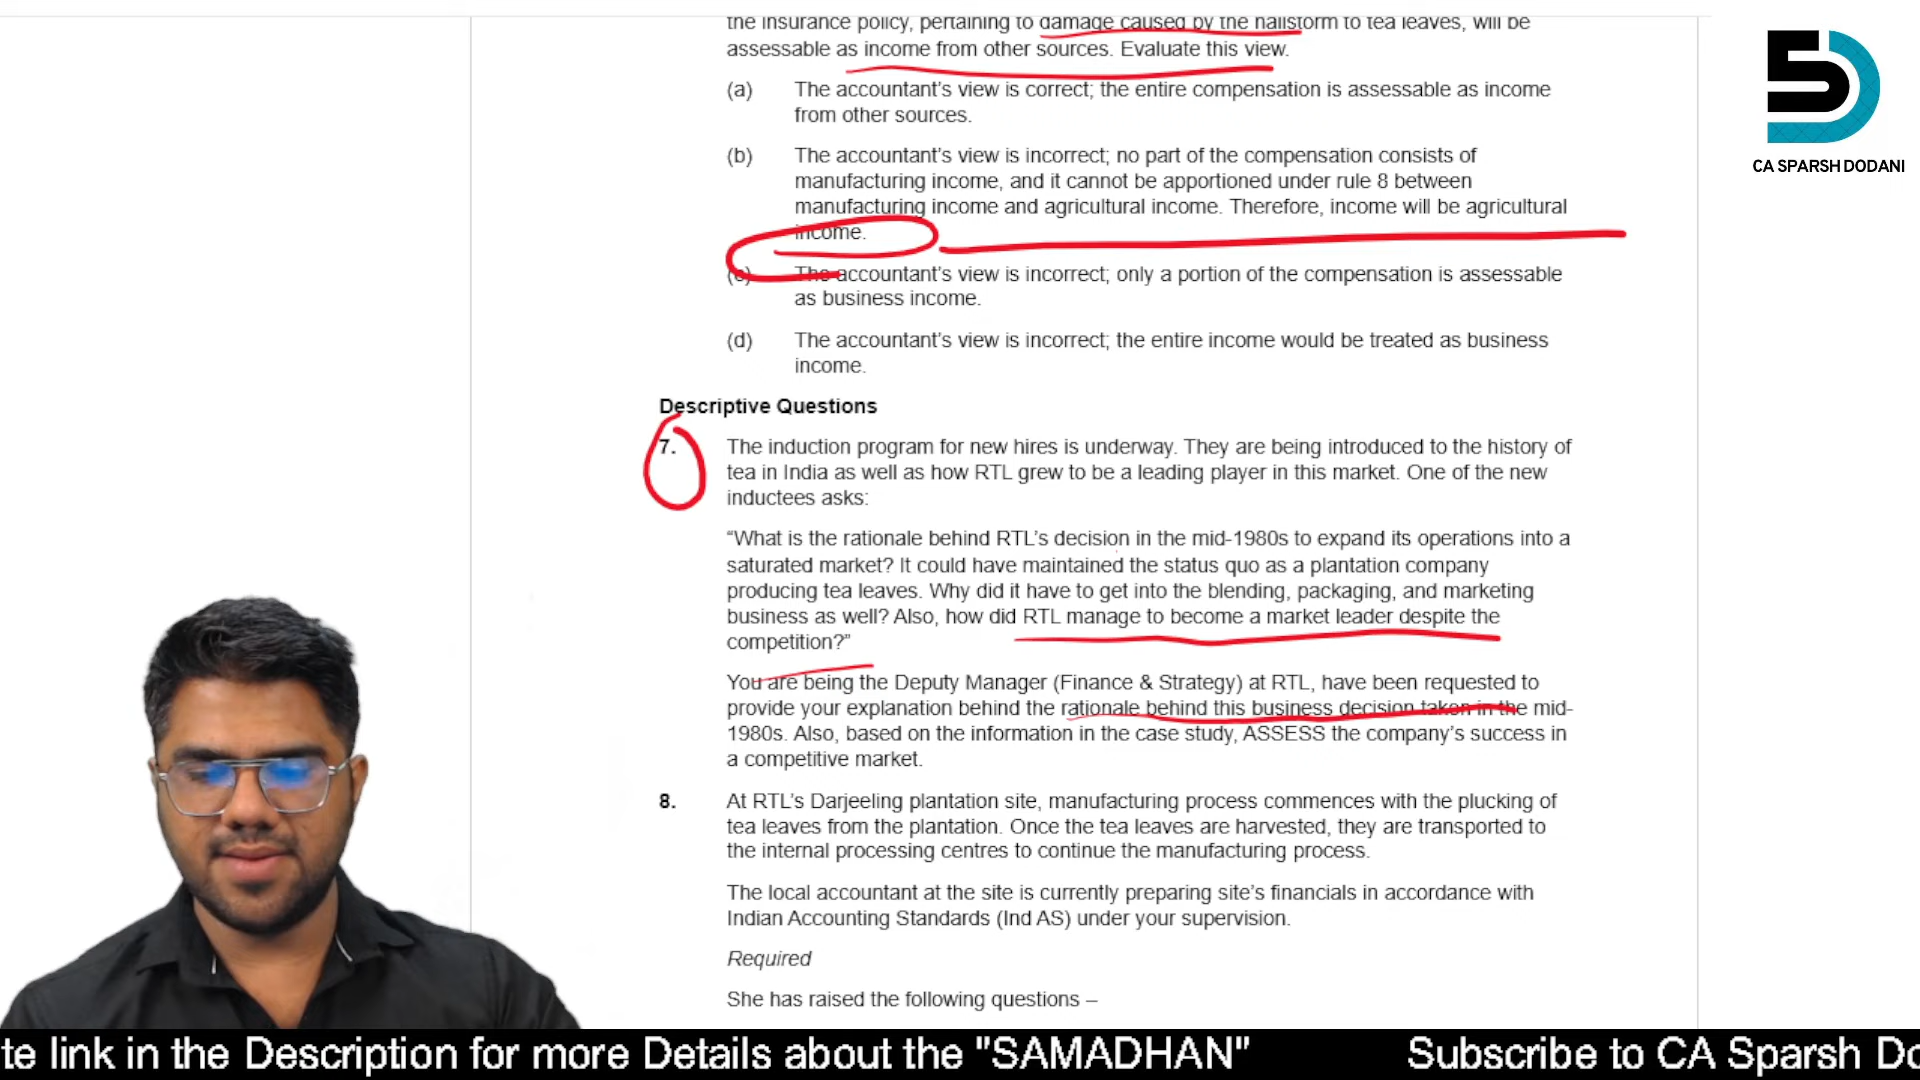 the insurance policy, pertaining to damage caused by the hailstorm to tea leaves, will be
assessable as income from other sources. Evaluate this view.
(a) The accountant's view is correct; the entire compensation is assessable as income
from other sources.
(b) The accountant's view is incorrect; no part of the compensation consists of
manufacturing income, and it cannot be apportioned under rule 8 between
manufacturing income and agricultural income. Therefore, income will be agricultural
income.
(c) The accountant's view is incorrect; only a portion of the compensation is assessable
as business income.
(d) The accountant's view is incorrect; the entire income would be treated as business
income.
Descriptive Questions
7. The induction program for new hires is underway. They are being introduced to the history of
tea in India as well as how RTL grew to be a leading player in this market. One of the new
inductees asks:
“What is the rationale behind RTL's decision in the mid-1980s to expand its operations into a
saturated market? It could have maintained the status quo as a plantation company
producing tea leaves. Why did it have to get into the blending, packaging, and marketing
business as well? Also, how did RTL manage to become a market leader despite the
competition?”
You are being the Deputy Manager (Finance & Strategy) at RTL, have been requested to
provide your explanation behind the rationale behind this business decision taken in the mid-
1980s. Also, based on the information in the case study, ASSESS the company's success in
a competitive market.
8. At RTL's Darjeeling plantation site, manufacturing process commences with the plucking of
tea leaves from the plantation. Once the tea leaves are harvested, they are transported to
the internal processing centres to continue the manufacturing process.
The local accountant at the site is currently preparing site's financials in accordance with
Indian Accounting Standards (Ind AS) under your supervision.
Required
She has raised the following questions –
5D
CA SPARSH DODANI
te link in the Description for more Details about the "SAMADHAN" Subscribe to CA Sparsh Do